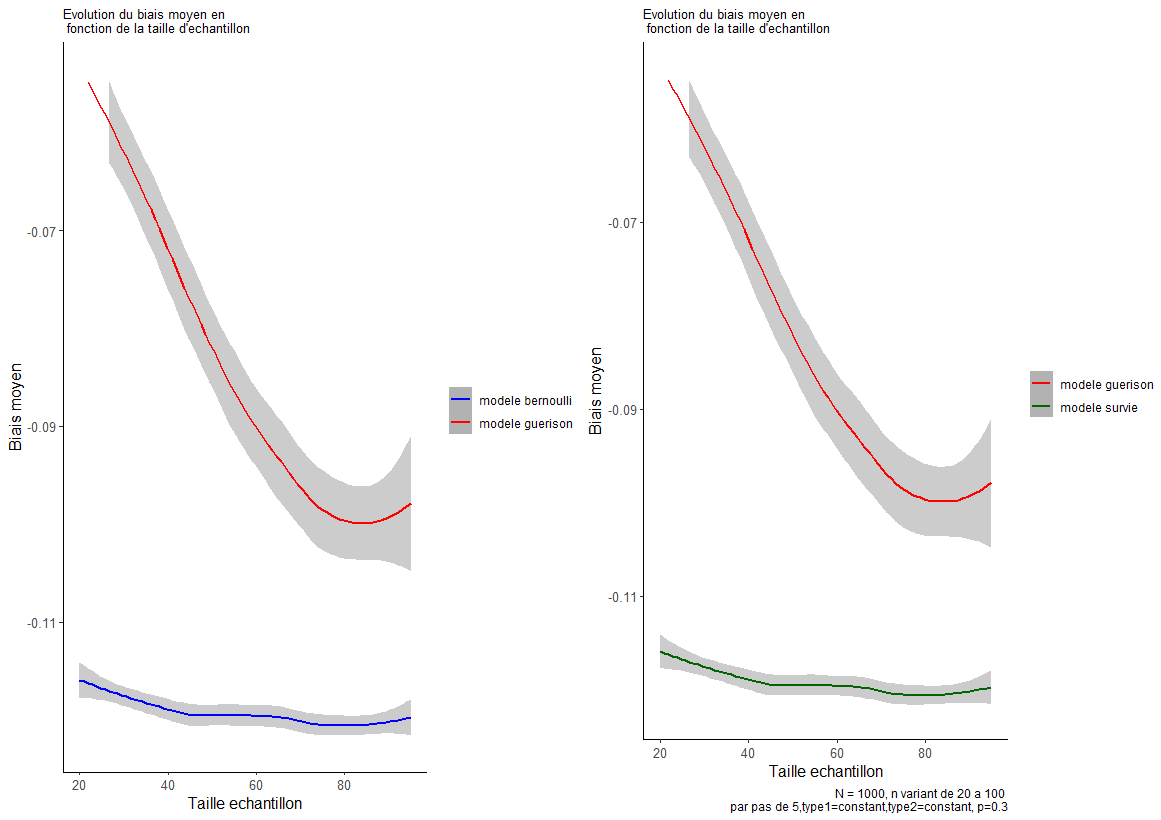 Evolution du biais moyen en
fonction de la taille d'echantillon
Biais moyen
-0.07
-0.09
-0.11
20 40 60 80
Taille echantillon
modele bernoulli
modele guerison
Evolution du biais moyen en
fonction de la taille d'echantillon
Biais moyen
-0.07
-0.09
-0.11
20 40 60 80
Taille echantillon
modele guerison
modele survie
N = 1000, n variant de 20 a 100
par pas de 5,type1=constant,type2=constant, p=0.3